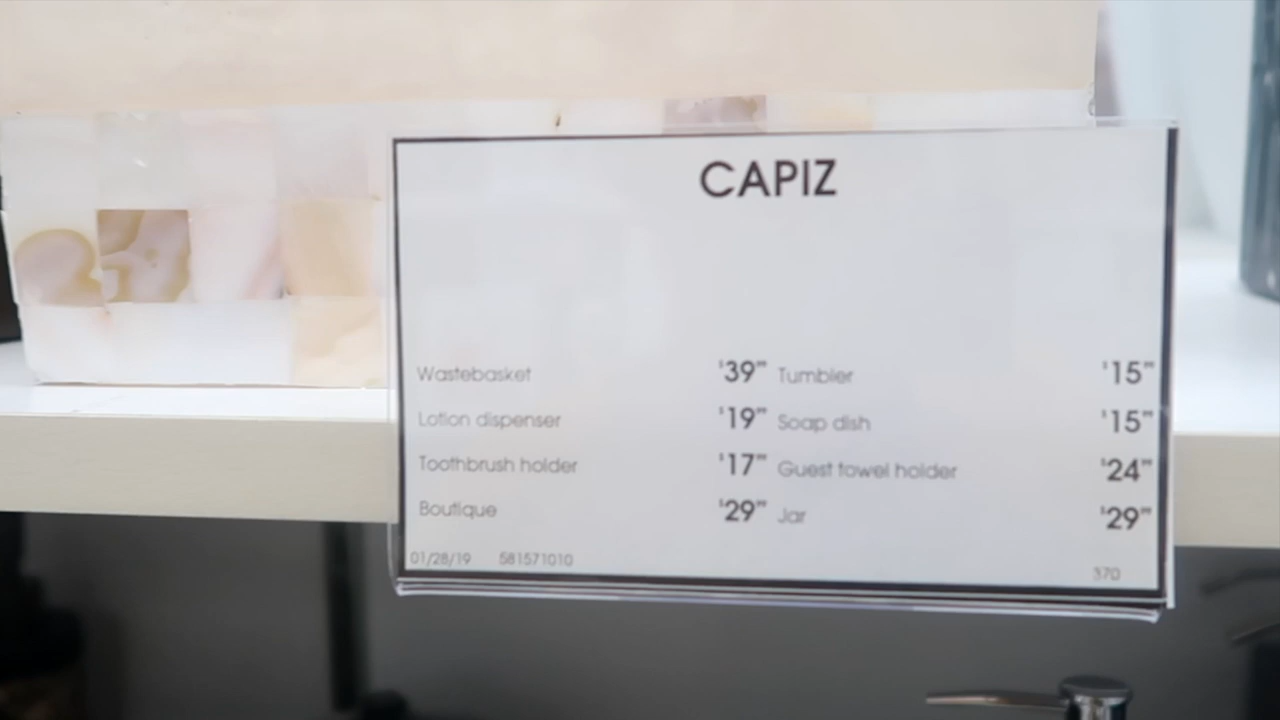 CAPIZ
Wastebasket $39 Tumbler $15
Lotion dispenser $19 Soap dish $15
Toothbrush holder $17 Guest towel holder $24
Boutique $29 Jar $29
01/28/19 581571010 370